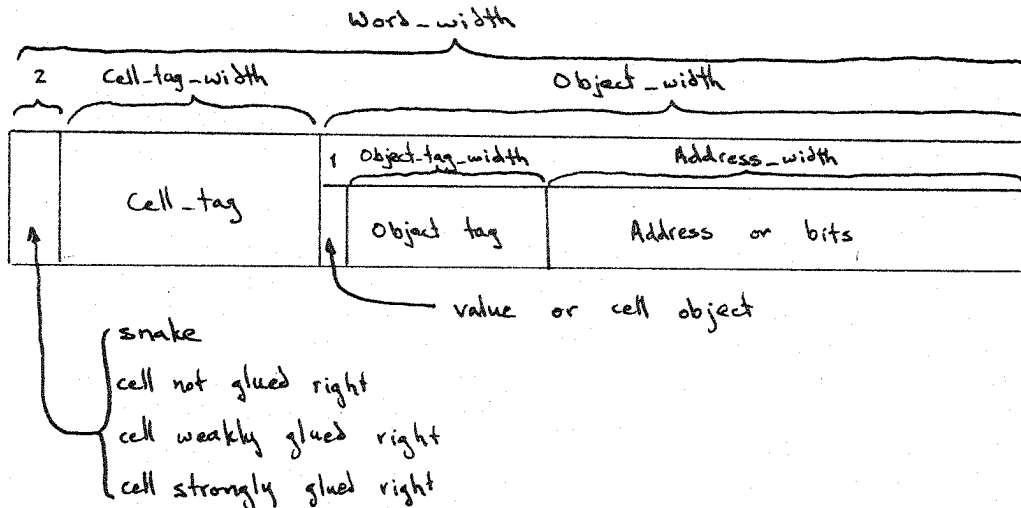 Word_width
2 Cell_tag_width Object_width
1 Object_tag_width Address_width
Cell_tag
Object tag Address or bits
value or cell object
snake
cell not glued right
cell weakly glued right
cell strongly glued right